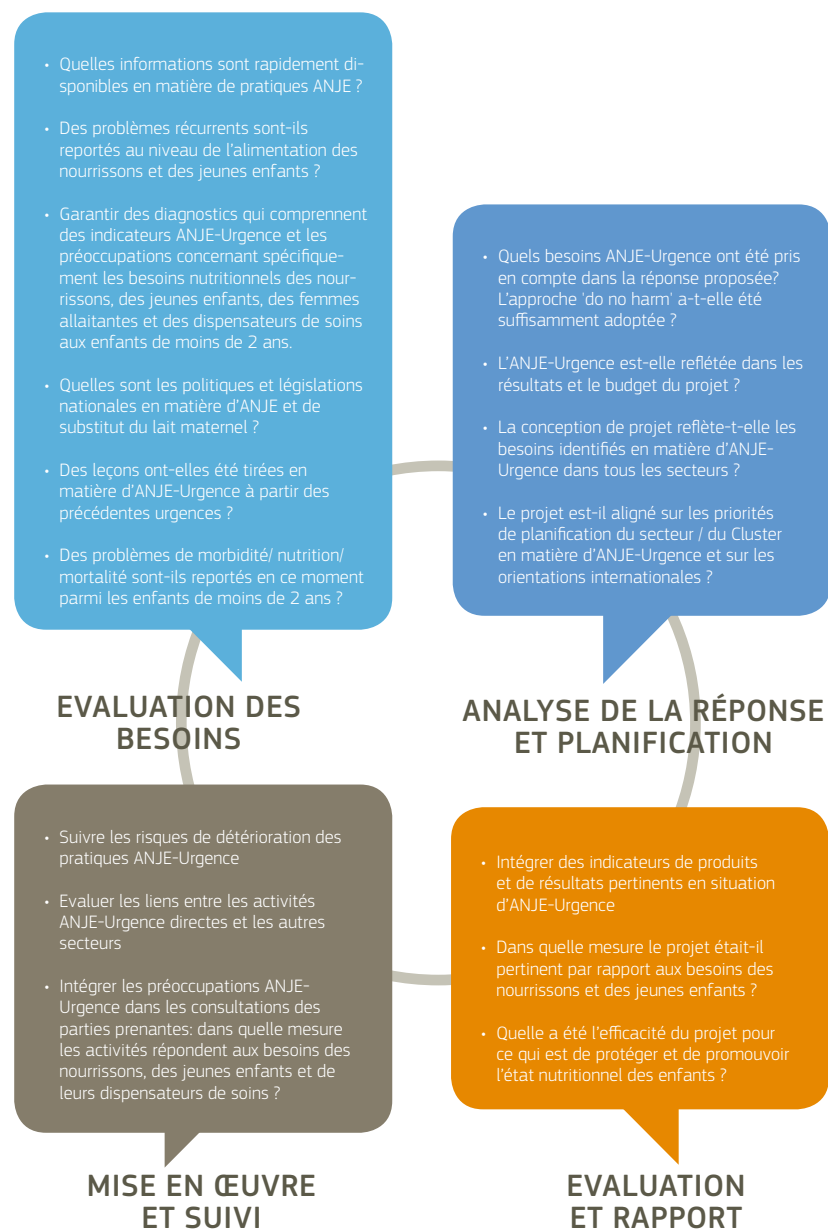 • Quelles informations sont rapidement di-
sponibles en matière de pratiques ANJE ?
• Des problèmes récurrents sont-ils
reportés au niveau de l'alimentation des
nourrissons et des jeunes enfants ?
• Garantir des diagnostics qui comprennent
des indicateurs ANJE-Urgence et les
préoccupations concernant spécifique-
ment les besoins nutritionnels des nour-
rissons, des jeunes enfants, des femmes
allaitantes et des dispensateurs de soins
aux enfants de moins de 2 ans.
• Quelles sont les politiques et législations
nationales en matière d'ANJE et de
substitut du lait maternel ?
• Des leçons ont-elles été tirées en
matière d'ANJE-Urgence à partir des
précédentes urgences ?
• Des problèmes de morbidité/ nutrition/
mortalité sont-ils reportés en ce moment
parmi les enfants de moins de 2 ans ?
EVALUATION DES
BESOINS
• Quels besoins ANJE-Urgence ont été pris
en compte dans la réponse proposée?
L'approche 'do no harm' a-t-elle été
suffisamment adoptée ?
• L'ANJE-Urgence est-elle reflétée dans les
résultats et le budget du projet ?
• La conception de projet reflète-t-elle les
besoins identifiés en matière d'ANJE-
Urgence dans tous les secteurs ?
• Le projet est-il aligné sur les priorités
de planification du secteur / du Cluster
en matière d'ANJE-Urgence et sur les
orientations internationales ?
ANALYSE DE LA RÉPONSE
ET PLANIFICATION
• Suivre les risques de détérioration des
pratiques ANJE-Urgence
• Evaluer les liens entre les activités
ANJE-Urgence directes et les autres
secteurs
• Intégrer les préoccupations ANJE-
Urgence dans les consultations des
parties prenantes: dans quelle mesure
les activités répondent aux besoins des
nourrissons, des jeunes enfants et de
leurs dispensateurs de soins ?
MISE EN ŒUVRE
ET SUIVI
• Intégrer des indicateurs de produits
et de résultats pertinents en situation
d'ANJE-Urgence
• Dans quelle mesure le projet était-il
pertinent par rapport aux besoins des
nourrissons et des jeunes enfants ?
• Quelle a été l'efficacité du projet pour
ce qui est de protéger et de promouvoir
l'état nutritionnel des enfants ?
EVALUATION
ET RAPPORT